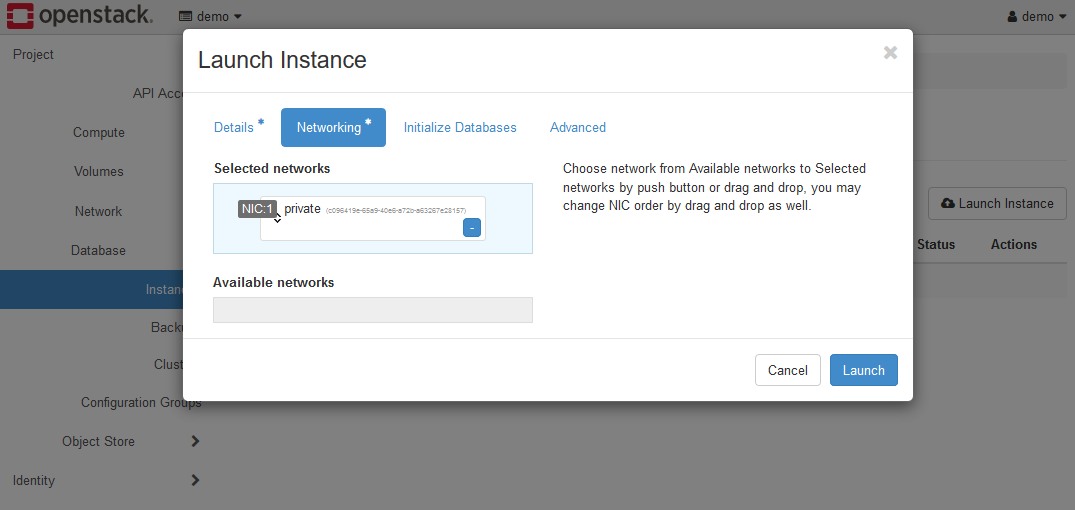 openstack.
demo
demo
Project
API Acc
Compute
Volumes
Network
Database
Instan
Back
Clust
Configuration Groups
Object Store
Identity
Launch Instance
×
Details *
Networking *
Initialize Databases
Advanced
Selected networks
NIC:1
private (c096419e-65a9-40e6-a72b-a63267e28157)
-
Available networks
Choose network from Available networks to Selected
networks by push button or drag and drop, you may
change NIC order by drag and drop as well.
Cancel
Launch
Launch Instance
Status
Actions